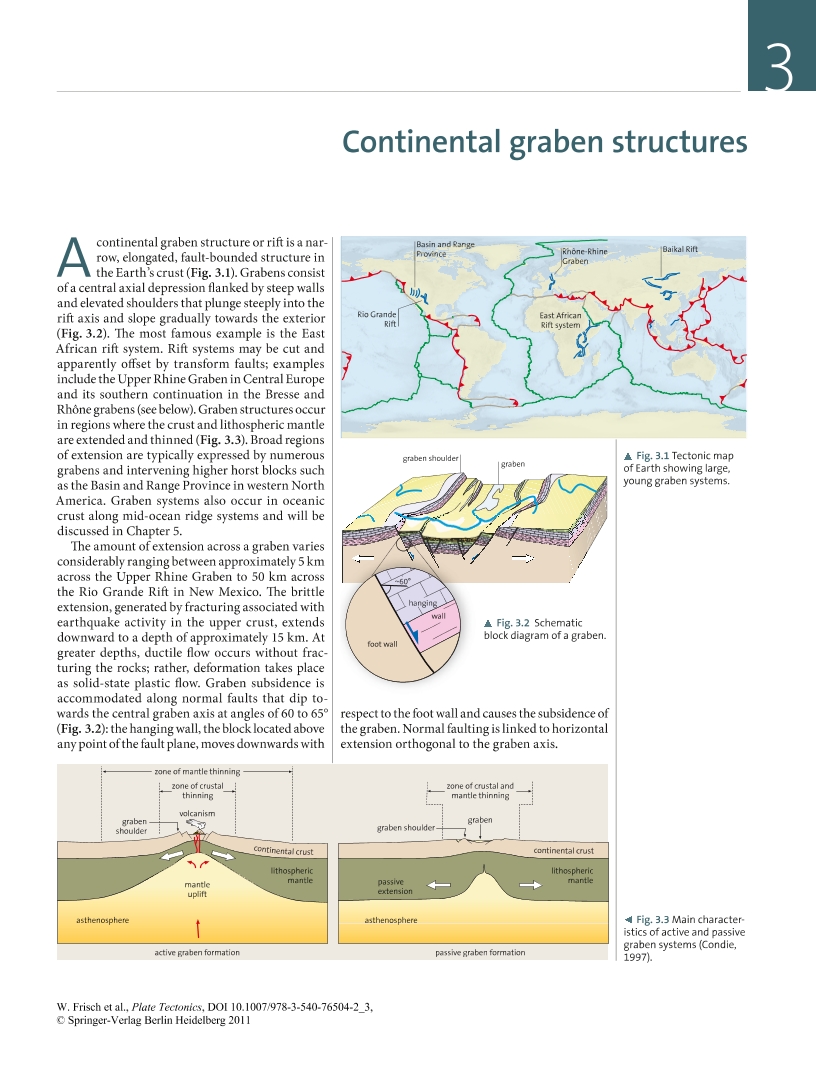 3
Continental graben structures
A continental graben structure or rift is a nar-
row, elongated, fault-bounded structure in
the Earth's crust (Fig. 3.1). Grabens consist
of a central axial depression flanked by steep walls
and elevated shoulders that plunge steeply into the
rift axis and slope gradually towards the exterior
(Fig. 3.2). The most famous example is the East
African rift system. Rift systems may be cut and
apparently offset by transform faults; examples
include the Upper Rhine Graben in Central Europe
and its southern continuation in the Bresse and
Rhône grabens (see below). Graben structures occur
in regions where the crust and lithospheric mantle
are extended and thinned (Fig. 3.3). Broad regions
of extension are typically expressed by numerous
grabens and intervening higher horst blocks such
as the Basin and Range Province in western North
America. Graben systems also occur in oceanic
crust along mid-ocean ridge systems and will be
discussed in Chapter 5.
The amount of extension across a graben varies
considerably ranging between approximately 5 km
across the Upper Rhine Graben to 50 km across
the Rio Grande Rift in New Mexico. The brittle
extension, generated by fracturing associated with
earthquake activity in the upper crust, extends
downward to a depth of approximately 15 km. At
greater depths, ductile flow occurs without frac-
turing the rocks; rather, deformation takes place
as solid-state plastic flow. Graben subsidence is
accommodated along normal faults that dip to-
wards the central graben axis at angles of 60 to 65°
(Fig. 3.2): the hanging wall, the block located above
any point of the fault plane, moves downwards with
Basin and Range
Province
Rhône-Rhine
Graben
Baikal Rift
Rio Grande
Rift
East African
Rift system
▲ Fig. 3.1 Tectonic map
of Earth showing large,
young graben systems.
graben shoulder
graben
~60°
hanging
wall
foot wall
▲ Fig. 3.2 Schematic
block diagram of a graben.
respect to the foot wall and causes the subsidence of
the graben. Normal faulting is linked to horizontal
extension orthogonal to the graben axis.
zone of mantle thinning
zone of crustal
thinning
volcanism
graben
shoulder
continental crust
lithospheric
mantle
mantle
uplift
asthenosphere
active graben formation
zone of crustal and
mantle thinning
graben
graben shoulder
continental crust
lithospheric
mantle
passive
extension
asthenosphere
passive graben formation
◄ Fig. 3.3 Main character-
istics of active and passive
graben systems (Condie,
1997).
W. Frisch et al., Plate Tectonics, DOI 10.1007/978-3-540-76504-2_3,
© Springer-Verlag Berlin Heidelberg 2011